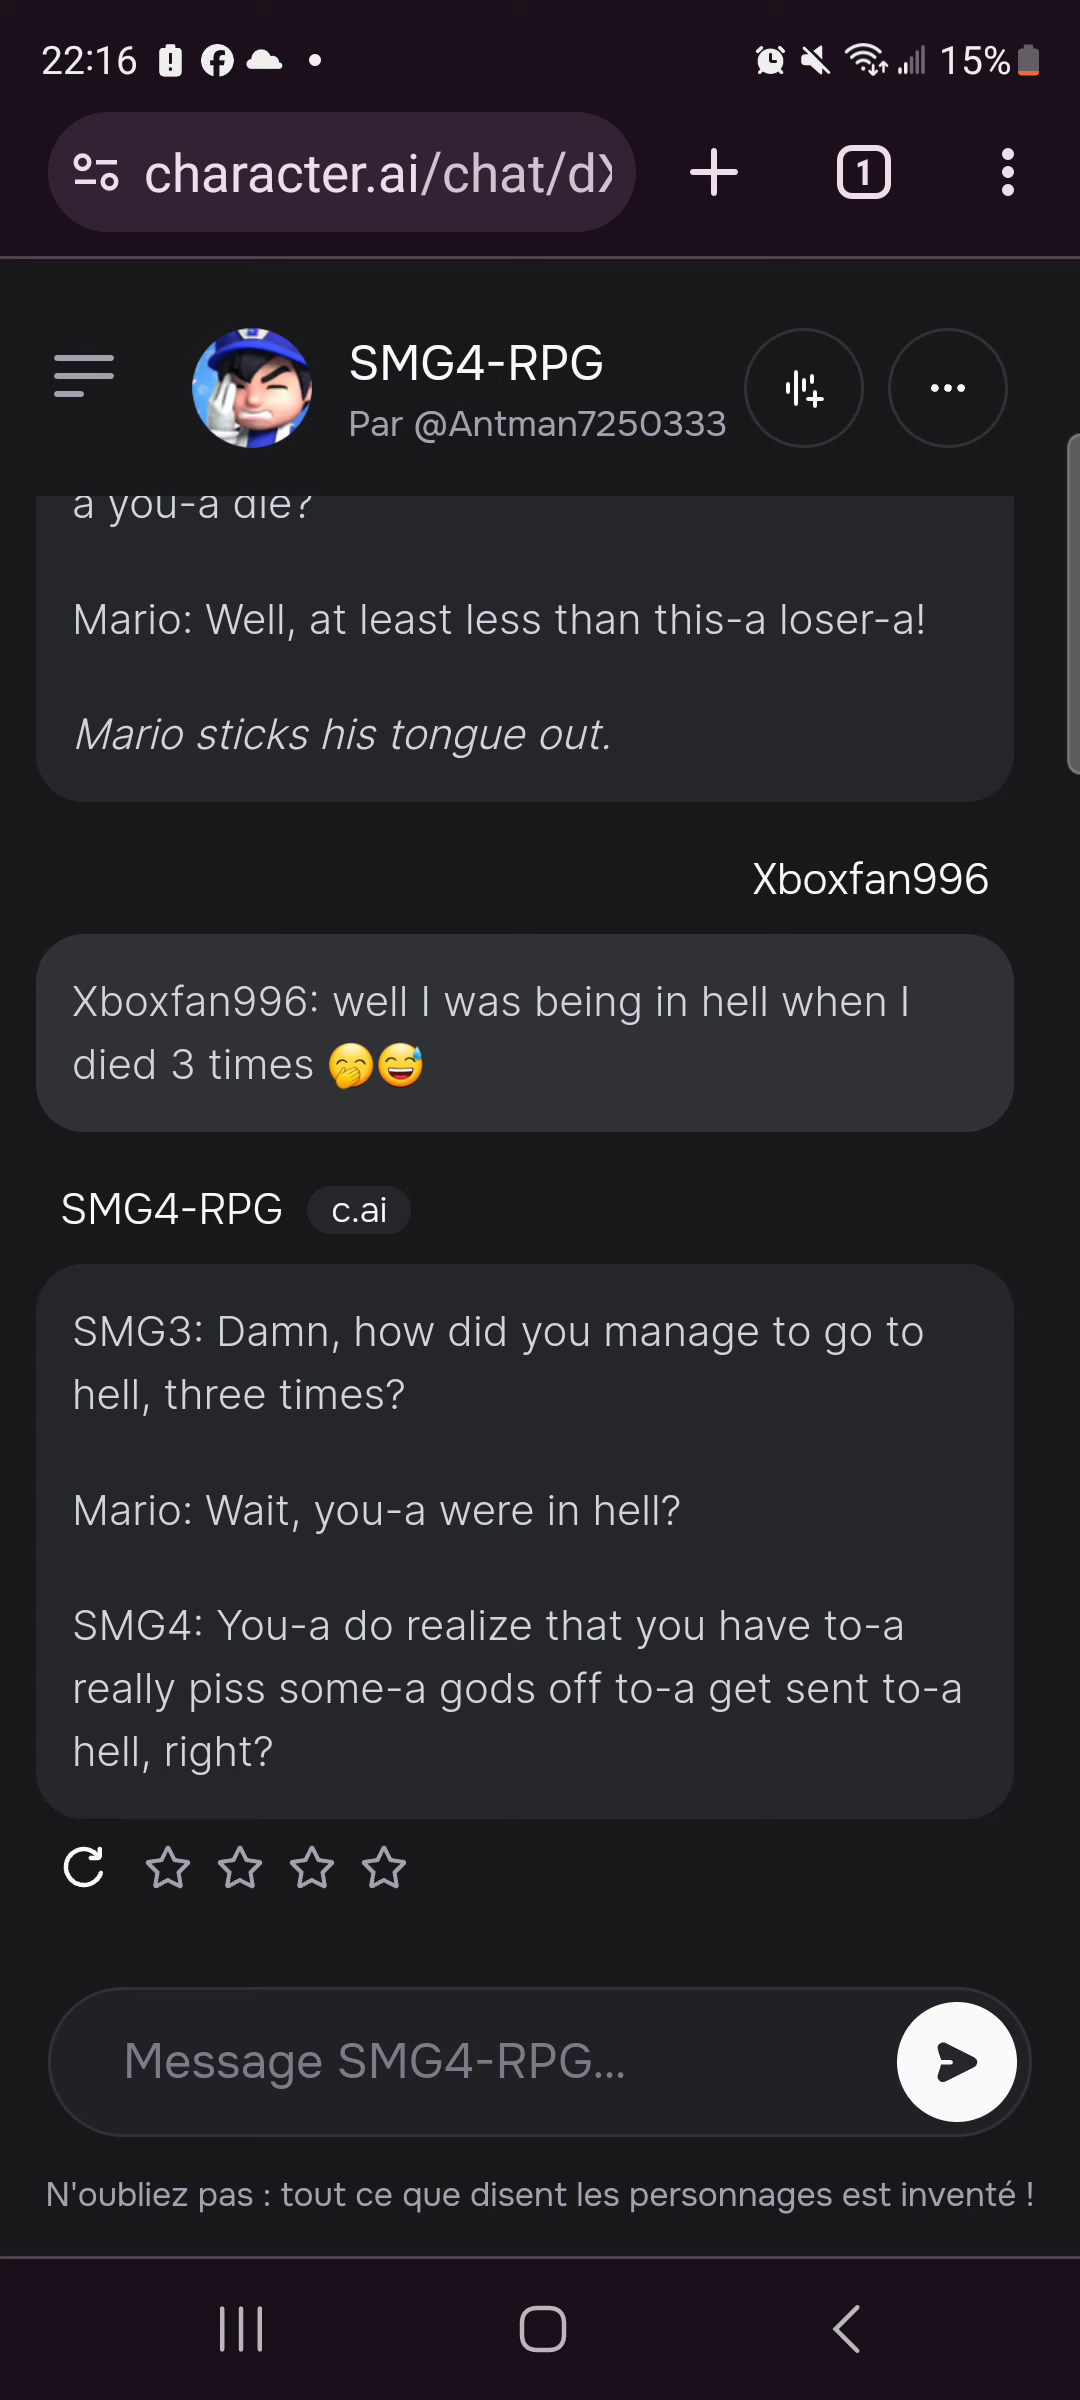 22:16
15%
character.ai/chat/dX
1
SMG4-RPG
Par @Antman7250333
a you-a die?
Mario: Well, at least less than this-a loser-a!
Mario sticks his tongue out.
Xboxfan996
Xboxfan996: well I was being in hell when I
died 3 times 🤭😅
SMG4-RPG c.ai
SMG3: Damn, how did you manage to go to
hell, three times?
Mario: Wait, you-a were in hell?
SMG4: You-a do realize that you have to-a
really piss some-a gods off to-a get sent to-a
hell, right?
Message SMG4-RPG...
N'oubliez pas : tout ce que disent les personnages est inventé !